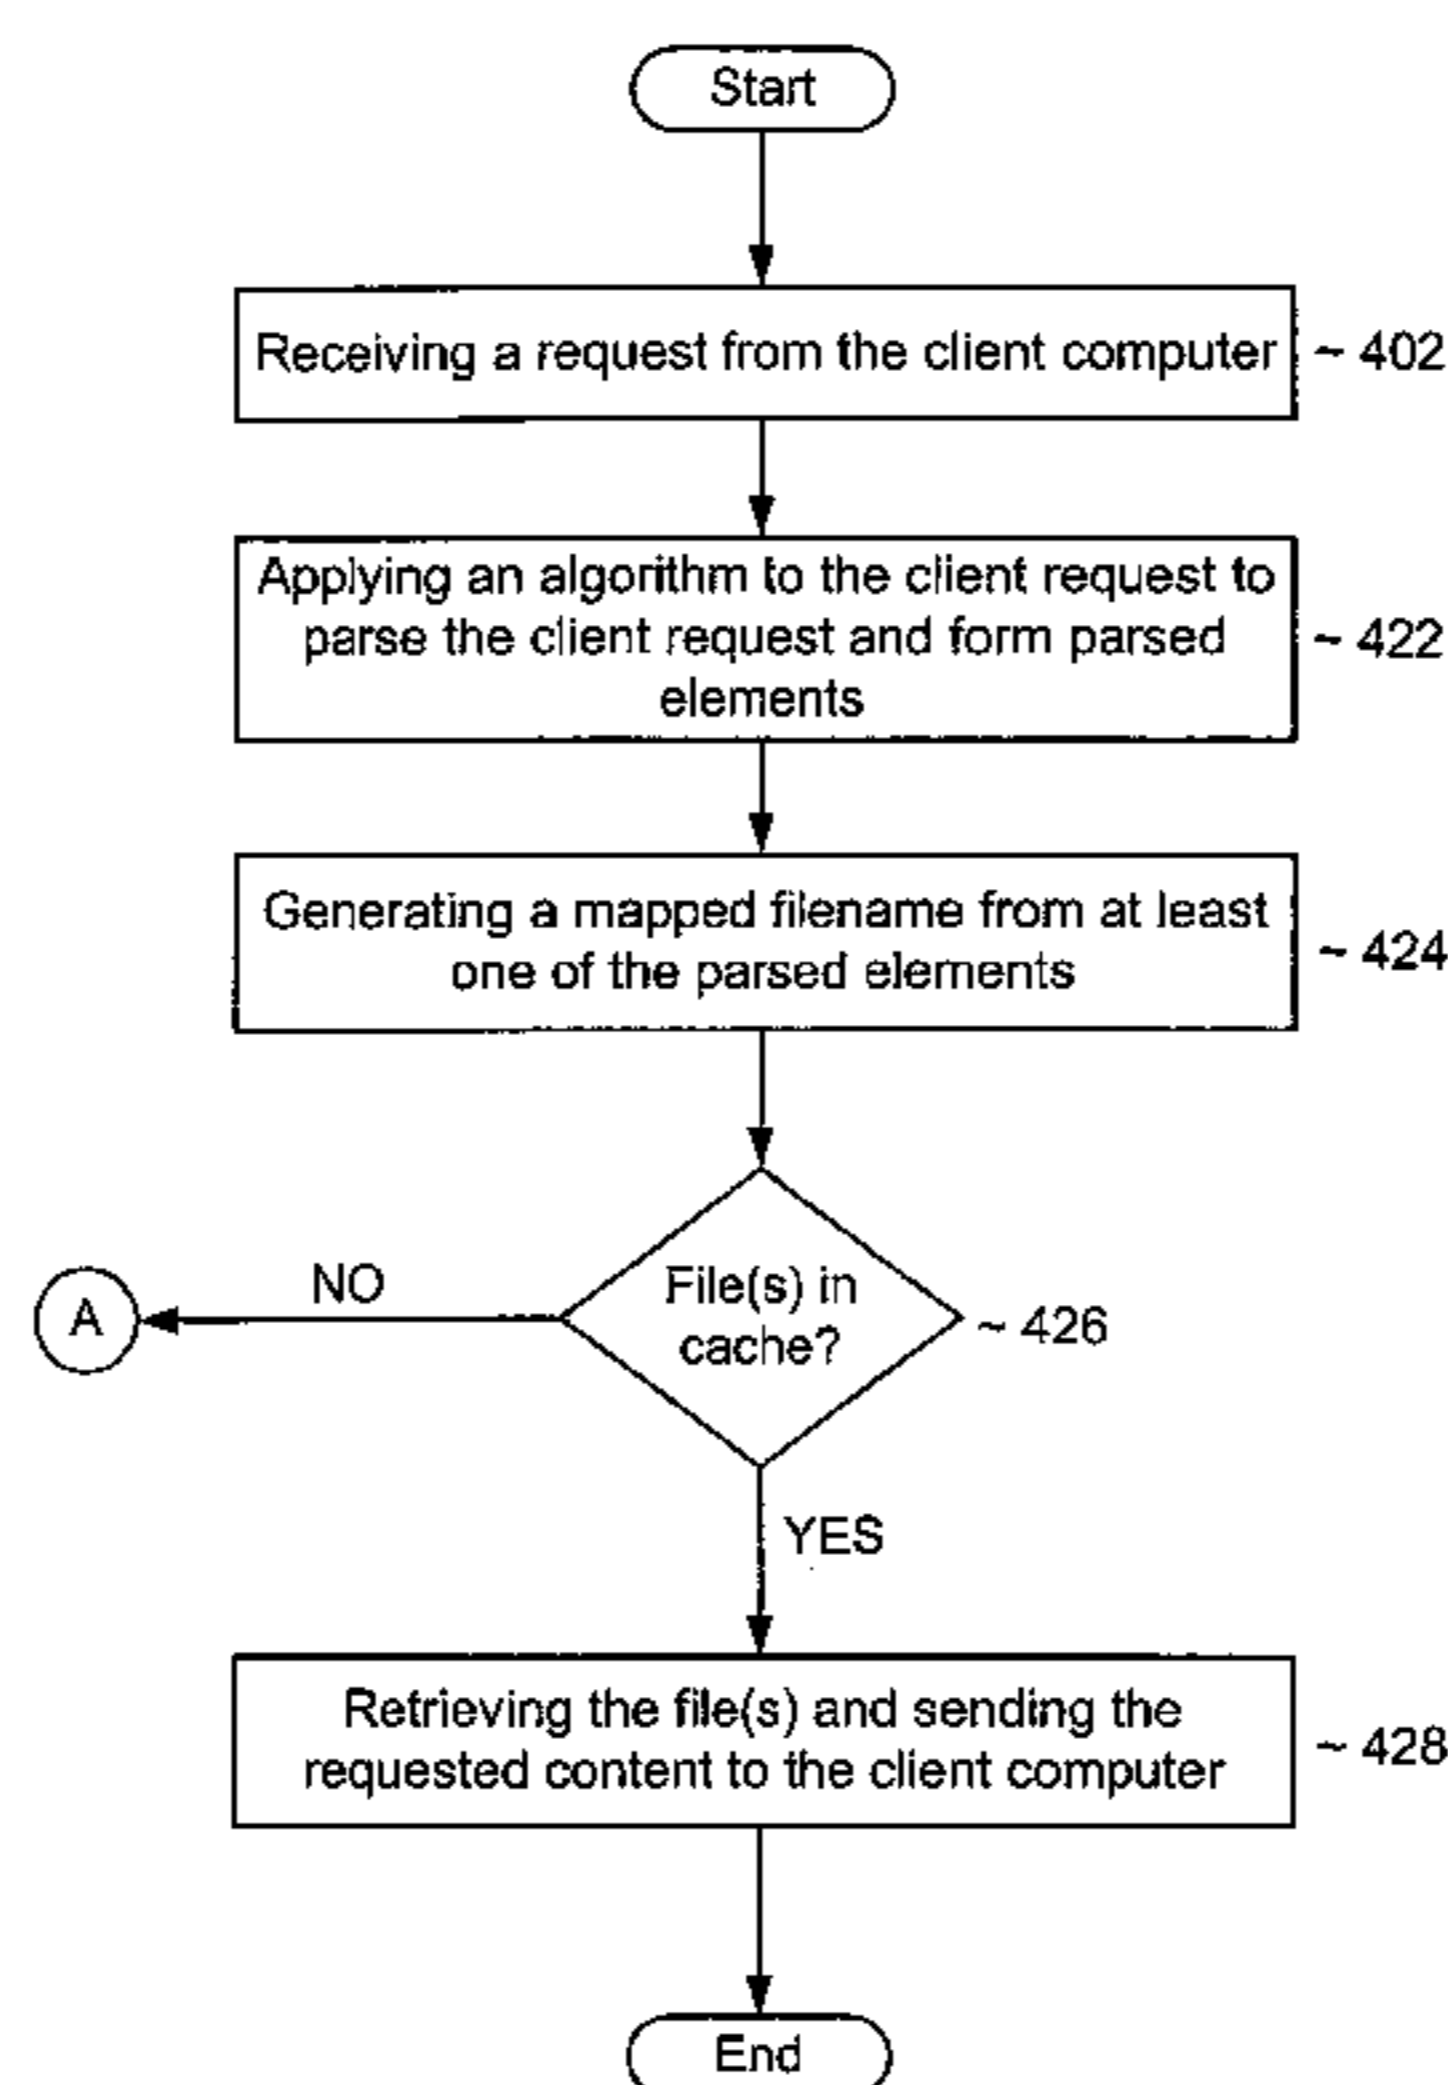 Start
Receiving a request from the client computer
~ 402
Applying an algorithm to the client request to
parse the client request and form parsed
elements
~ 422
Generating a mapped filename from at least
one of the parsed elements
~ 424
File(s) in
cache?
~ 426
NO
A
YES
Retrieving the file(s) and sending the
requested content to the client computer
~ 428
End